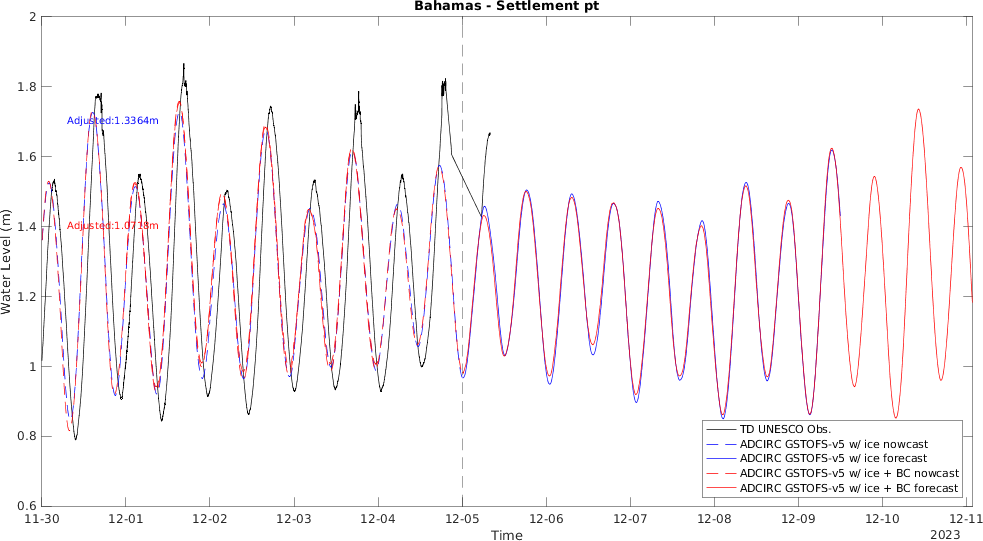 Bahamas - Settlement pt
2
1.8
1.6
1.4
1.2
1
0.8
0.6
Water Level (m)
Adjusted:1.3364m
Adjusted:1.0718m
TD UNESCO Obs.
ADCIRC GSTOFS-v5 w/ ice nowcast
ADCIRC GSTOFS-v5 w/ ice forecast
ADCIRC GSTOFS-v5 w/ ice + BC nowcast
ADCIRC GSTOFS-v5 w/ ice + BC forecast
11-30 12-01 12-02 12-03 12-04 12-05 12-06 12-07 12-08 12-09 12-10 12-11
Time
2023